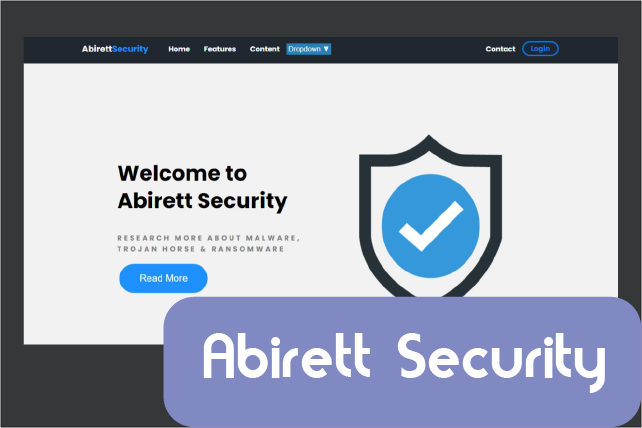 AbirettSecurity Home Features Content Dropdown ▼ Contact Login
Welcome to
Abirett Security
RESEARCH MORE ABOUT MALWARE,
TROJAN HORSE & RANSOMWARE
Read More
Abirett Security